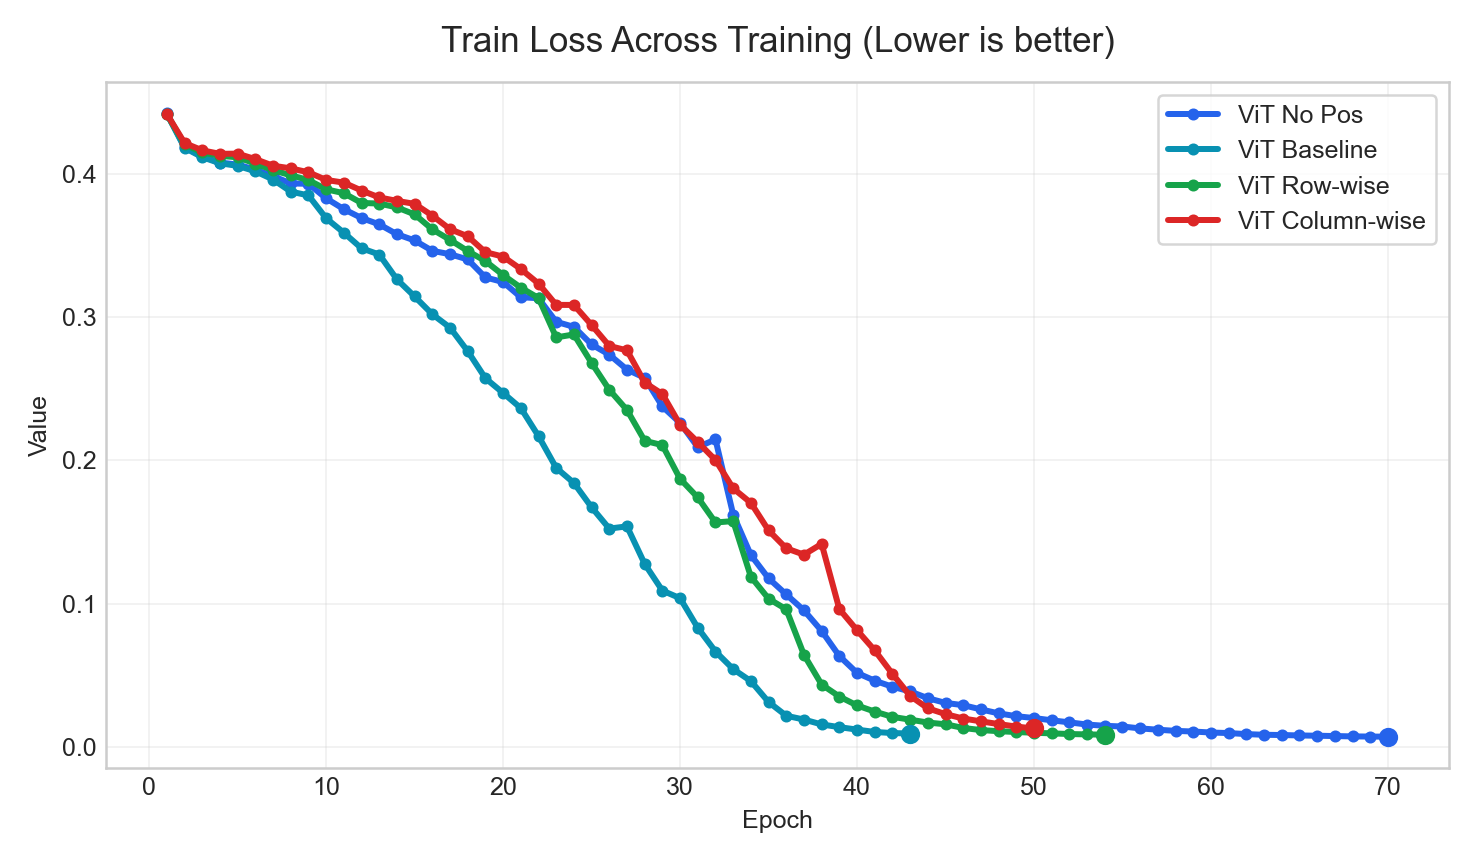 Train Loss Across Training (Lower is better)
ViT No Pos
ViT Baseline
ViT Row-wise
ViT Column-wise
Value
0.4
0.3
0.2
0.1
0.0
0 10 20 30 40 50 60 70
Epoch